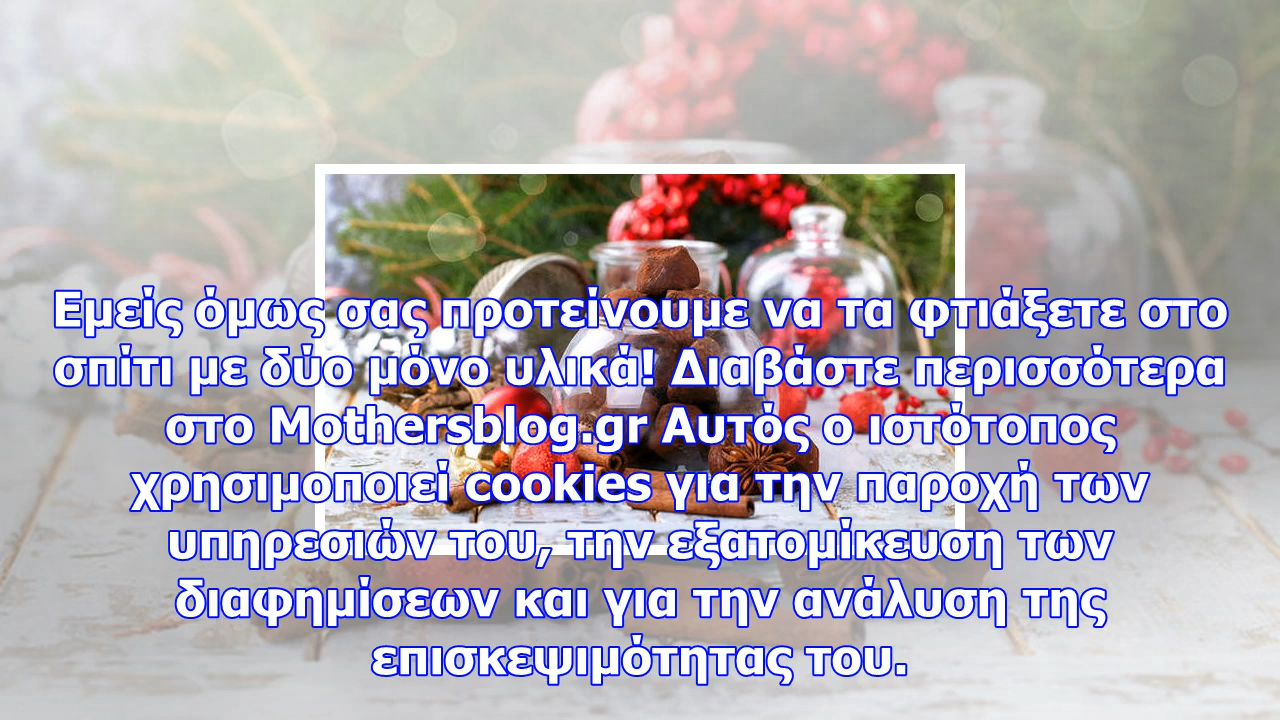 Εμείς όμως σας προτείνουμε να τα φτιάξετε στο
σπίτι με δύο μόνο υλικά! Διαβάστε περισσότερα
στο Mothersblog.gr Αυτός ο ιστότοπος
χρησιμοποιεί cookies για την παροχή των
υπηρεσιών του, την εξατομίκευση των
διαφημίσεων και για την ανάλυση της
επισκεψιμότητας του.